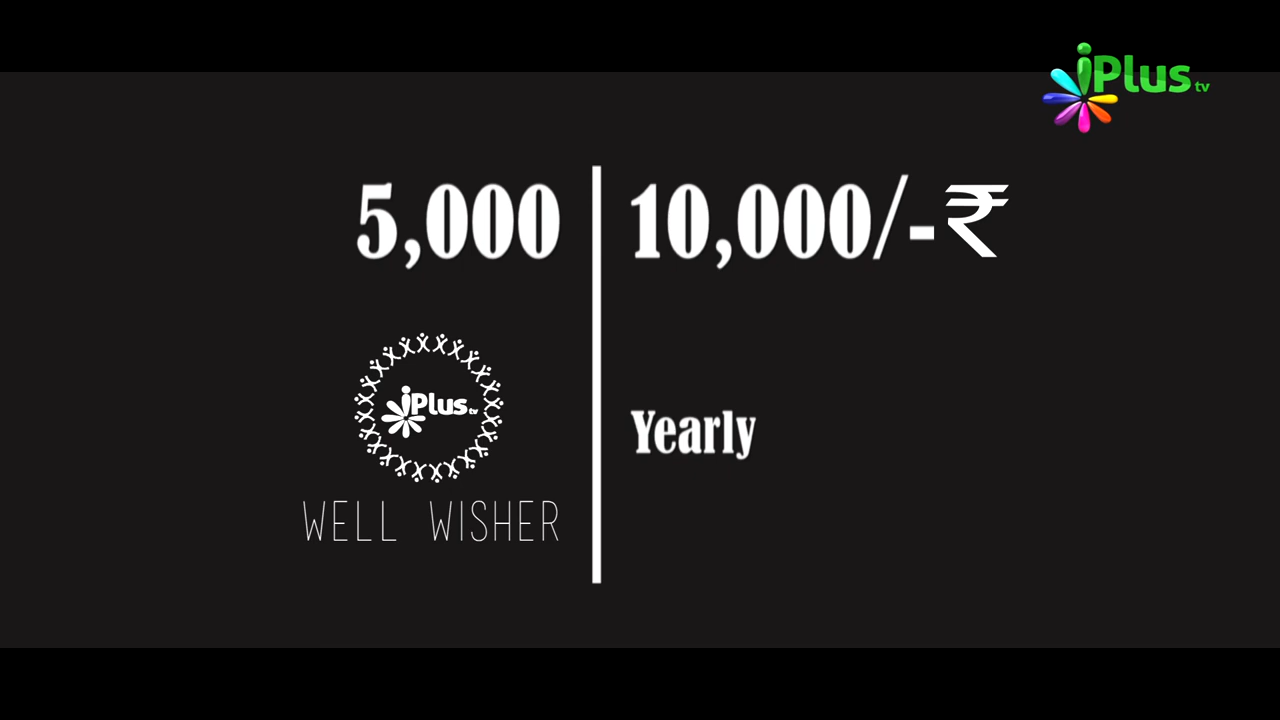 iPlus tv
5,000
10,000/-₹
iPlus tv
WELL WISHER
Yearly